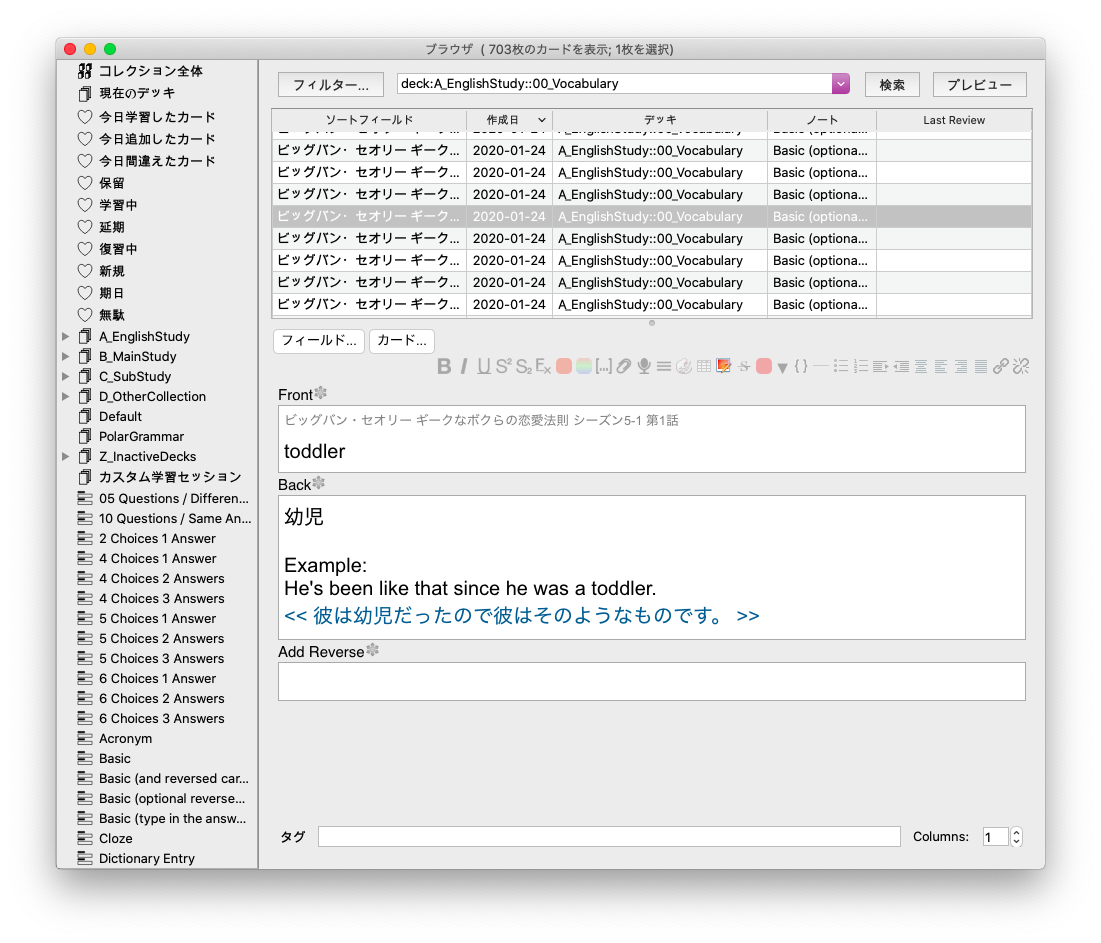 ブラウザ （703枚のカードを表示; 1枚を選択)
コレクション全体
現在のデッキ
今日学習したカード
今日追加したカード
今日間違えたカード
保留
学習中
延期
復習中
新規
期日
無駄
A_EnglishStudy
B_MainStudy
C_SubStudy
D_OtherCollection
Default
PolarGrammar
Z_InactiveDecks
カスタム学習セッション
05 Questions / Differen...
10 Questions / Same An...
2 Choices 1 Answer
4 Choices 1 Answer
4 Choices 2 Answers
4 Choices 3 Answers
5 Choices 1 Answer
5 Choices 2 Answers
5 Choices 3 Answers
6 Choices 1 Answer
6 Choices 2 Answers
6 Choices 3 Answers
Acronym
Basic
Basic (and reversed car...
Basic (optional reverse...
Basic (type in the answ...
Cloze
Dictionary Entry
フィルター... deck:A_EnglishStudy::00_Vocabulary 検索 プレビュー
ソートフィールド 作成日 デッキ ノート Last Review
ビッグバン・セオリー ギーク... 2020-01-24 A_EnglishStudy::00_Vocabulary Basic (optiona...
ビッグバン・セオリー ギーク... 2020-01-24 A_EnglishStudy::00_Vocabulary Basic (optiona...
ビッグバン・セオリー ギーク... 2020-01-24 A_EnglishStudy::00_Vocabulary Basic (optiona...
ビッグバン・セオリー ギーク... 2020-01-24 A_EnglishStudy::00_Vocabulary Basic (optiona...
ビッグバン・セオリー ギーク... 2020-01-24 A_EnglishStudy::00_Vocabulary Basic (optiona...
ビッグバン・セオリー ギーク... 2020-01-24 A_EnglishStudy::00_Vocabulary Basic (optiona...
ビッグバン・セオリー ギーク... 2020-01-24 A_EnglishStudy::00_Vocabulary Basic (optiona...
ビッグバン・セオリー ギーク... 2020-01-24 A_EnglishStudy::00_Vocabulary Basic (optiona...
フィールド... カード...
B I U S² S₂ Ex [...] S {}
Front
ビッグバン・セオリー ギークなボクらの恋愛法則 シーズン5-1 第1話
toddler
Back
幼児
Example:
He's been like that since he was a toddler.
<< 彼は幼児だったので彼はそのようなものです。 >>
Add Reverse
タグ Columns: 1